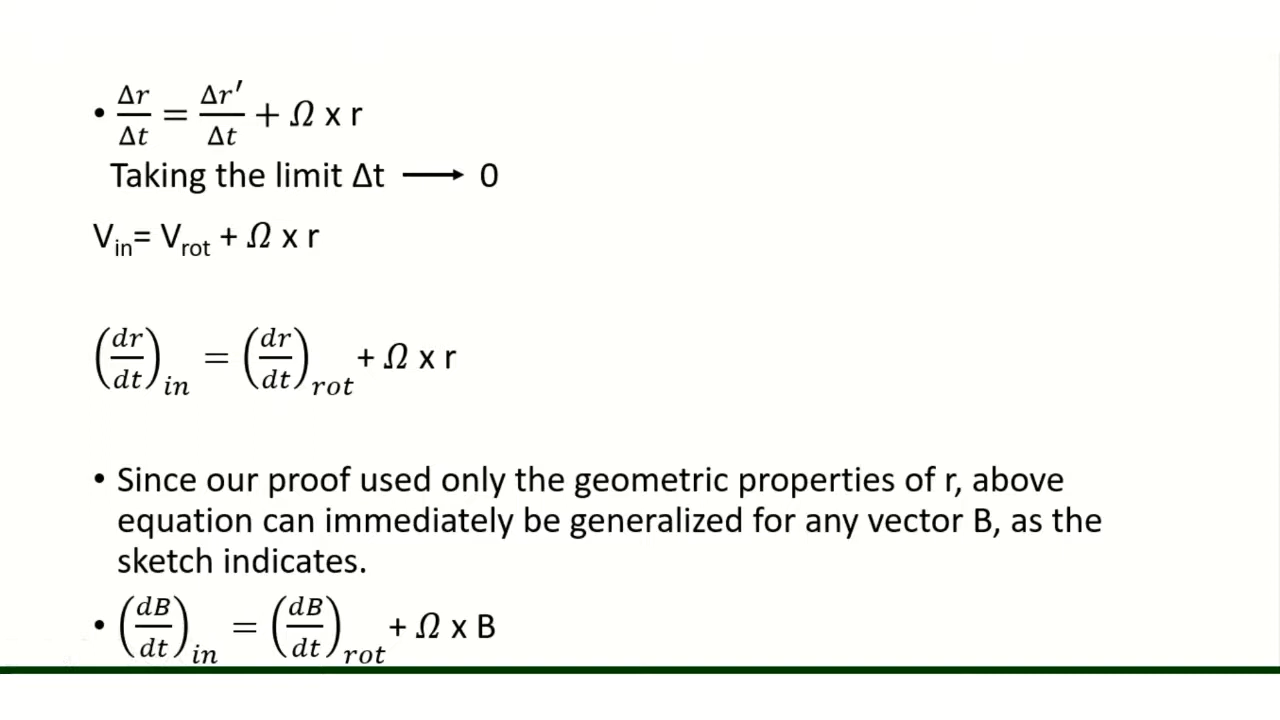 • Δr/Δt = Δr′/Δt + Ω x r
Taking the limit Δt ⟶ 0
V_in= V_rot + Ω x r
(dr/dt)_in = (dr/dt)_rot + Ω x r
• Since our proof used only the geometric properties of r, above
equation can immediately be generalized for any vector B, as the
sketch indicates.
• (dB/dt)_in = (dB/dt)_rot + Ω x B